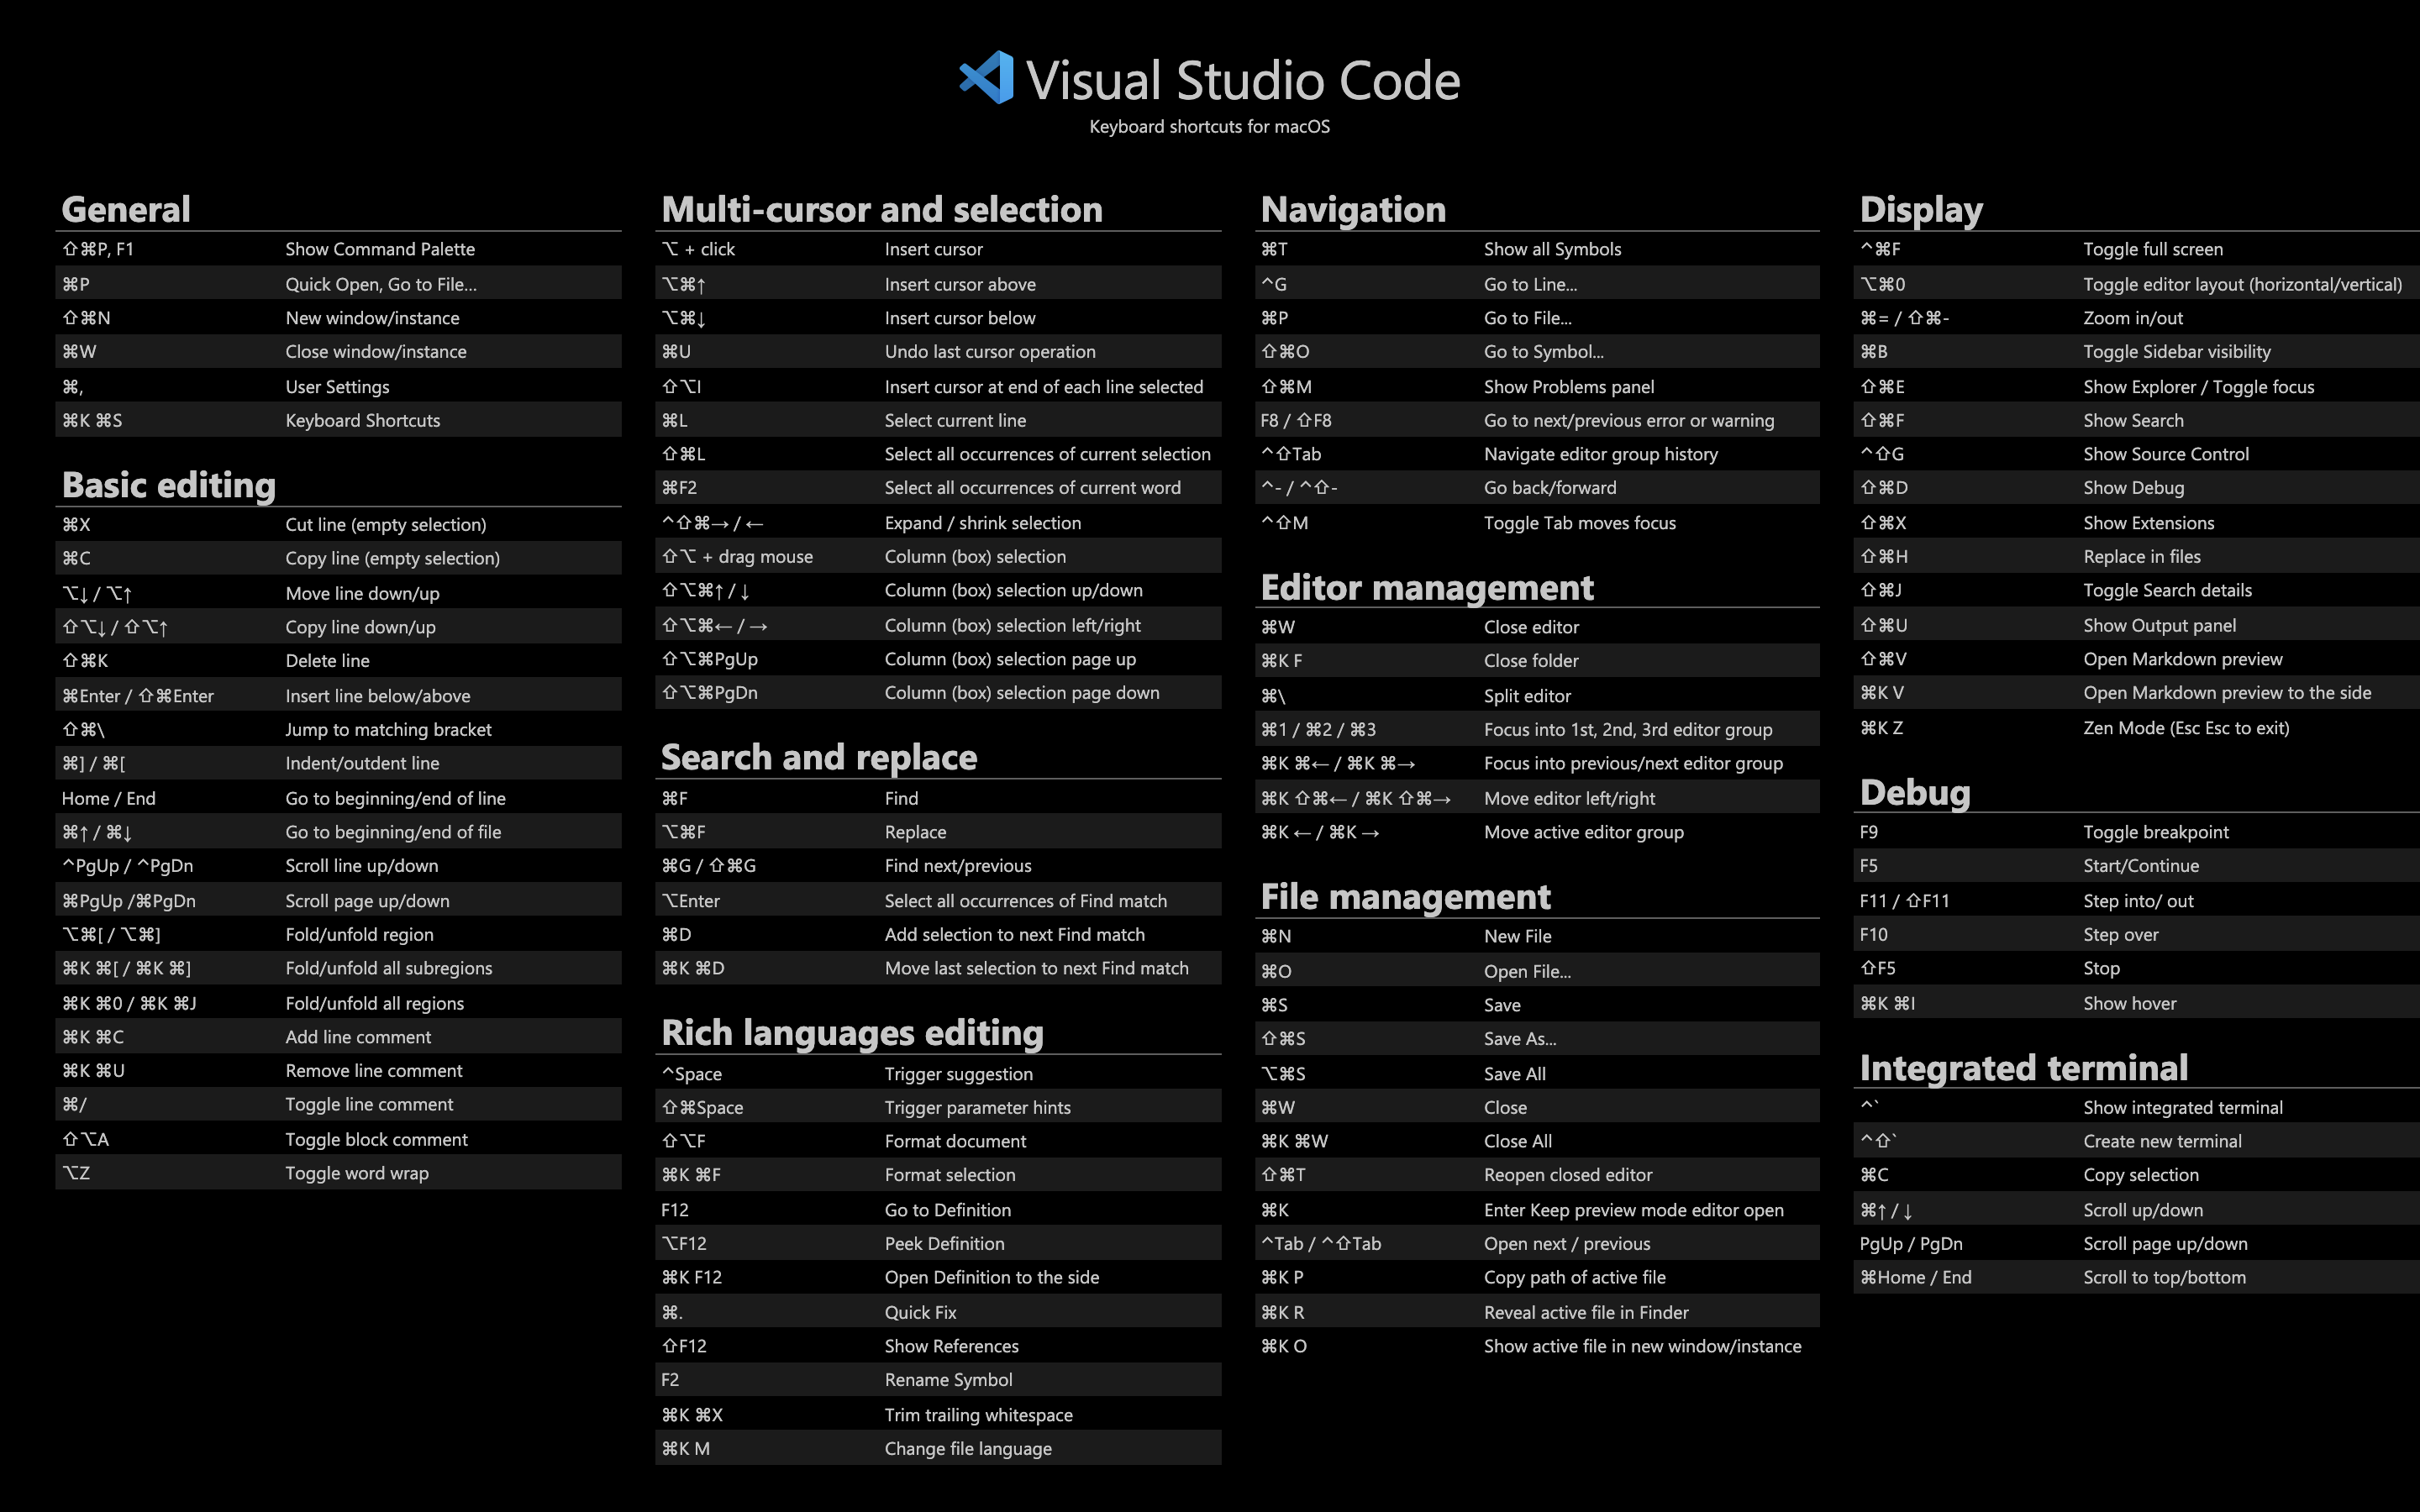 Visual Studio Code
Keyboard shortcuts for macOS
General
⇧⌘P, F1 Show Command Palette
⌘P Quick Open, Go to File...
⇧⌘N New window/instance
⌘W Close window/instance
⌘, User Settings
⌘K ⌘S Keyboard Shortcuts
Basic editing
⌘X Cut line (empty selection)
⌘C Copy line (empty selection)
⌥↓ / ⌥↑ Move line down/up
⇧⌥↓ / ⇧⌥↑ Copy line down/up
⇧⌘K Delete line
⌘Enter / ⇧⌘Enter Insert line below/above
⇧⌘\ Jump to matching bracket
⌘] / ⌘[ Indent/outdent line
Home / End Go to beginning/end of line
⌘↑ / ⌘↓ Go to beginning/end of file
^PgUp / ^PgDn Scroll line up/down
⌘PgUp /⌘PgDn Scroll page up/down
⌥⌘[ / ⌥⌘] Fold/unfold region
⌘K ⌘[ / ⌘K ⌘] Fold/unfold all subregions
⌘K ⌘0 / ⌘K ⌘J Fold/unfold all regions
⌘K ⌘C Add line comment
⌘K ⌘U Remove line comment
⌘/ Toggle line comment
⇧⌥A Toggle block comment
⌥Z Toggle word wrap
Multi-cursor and selection
⌥ + click Insert cursor
⌥⌘↑ Insert cursor above
⌥⌘↓ Insert cursor below
⌘U Undo last cursor operation
⇧⌥I Insert cursor at end of each line selected
⌘L Select current line
⇧⌘L Select all occurrences of current selection
⌘F2 Select all occurrences of current word
^⇧⌘→ / ← Expand / shrink selection
⇧⌥ + drag mouse Column (box) selection
⇧⌥⌘↑ / ↓ Column (box) selection up/down
⇧⌥⌘← / → Column (box) selection left/right
⇧⌥⌘PgUp Column (box) selection page up
⇧⌥⌘PgDn Column (box) selection page down
Search and replace
⌘F Find
⌥⌘F Replace
⌘G / ⇧⌘G Find next/previous
⌥Enter Select all occurrences of Find match
⌘D Add selection to next Find match
⌘K ⌘D Move last selection to next Find match
Rich languages editing
^Space Trigger suggestion
⇧⌘Space Trigger parameter hints
⇧⌥F Format document
⌘K ⌘F Format selection
F12 Go to Definition
⌥F12 Peek Definition
⌘K F12 Open Definition to the side
⌘. Quick Fix
⇧F12 Show References
F2 Rename Symbol
⌘K ⌘X Trim trailing whitespace
⌘K M Change file language
Navigation
⌘T Show all Symbols
^G Go to Line...
⌘P Go to File...
⇧⌘O Go to Symbol...
⇧⌘M Show Problems panel
F8 / ⇧F8 Go to next/previous error or warning
^⇧Tab Navigate editor group history
^- / ^⇧- Go back/forward
^⇧M Toggle Tab moves focus
Editor management
⌘W Close editor
⌘K F Close folder
⌘\ Split editor
⌘1 / ⌘2 / ⌘3 Focus into 1st, 2nd, 3rd editor group
⌘K ⌘← / ⌘K ⌘→ Focus into previous/next editor group
⌘K ⇧⌘← / ⌘K ⇧⌘→ Move editor left/right
⌘K ← / ⌘K → Move active editor group
File management
⌘N New File
⌘O Open File...
⌘S Save
⇧⌘S Save As...
⌥⌘S Save All
⌘W Close
⌘K ⌘W Close All
⇧⌘T Reopen closed editor
⌘K Enter Keep preview mode editor open
^Tab / ^⇧Tab Open next / previous
⌘K P Copy path of active file
⌘K R Reveal active file in Finder
⌘K O Show active file in new window/instance
Display
^⌘F Toggle full screen
⌥⌘0 Toggle editor layout (horizontal/vertical)
⌘= / ⇧⌘- Zoom in/out
⌘B Toggle Sidebar visibility
⇧⌘E Show Explorer / Toggle focus
⇧⌘F Show Search
^⇧G Show Source Control
⇧⌘D Show Debug
⇧⌘X Show Extensions
⇧⌘H Replace in files
⇧⌘J Toggle Search details
⇧⌘U Show Output panel
⇧⌘V Open Markdown preview
⌘K V Open Markdown preview to the side
⌘K Z Zen Mode (Esc Esc to exit)
Debug
F9 Toggle breakpoint
F5 Start/Continue
F11 / ⇧F11 Step into/ out
F10 Step over
⇧F5 Stop
⌘K ⌘I Show hover
Integrated terminal
^` Show integrated terminal
^⇧` Create new terminal
⌘C Copy selection
⌘↑ / ↓ Scroll up/down
PgUp / PgDn Scroll page up/down
⌘Home / End Scroll to top/bottom